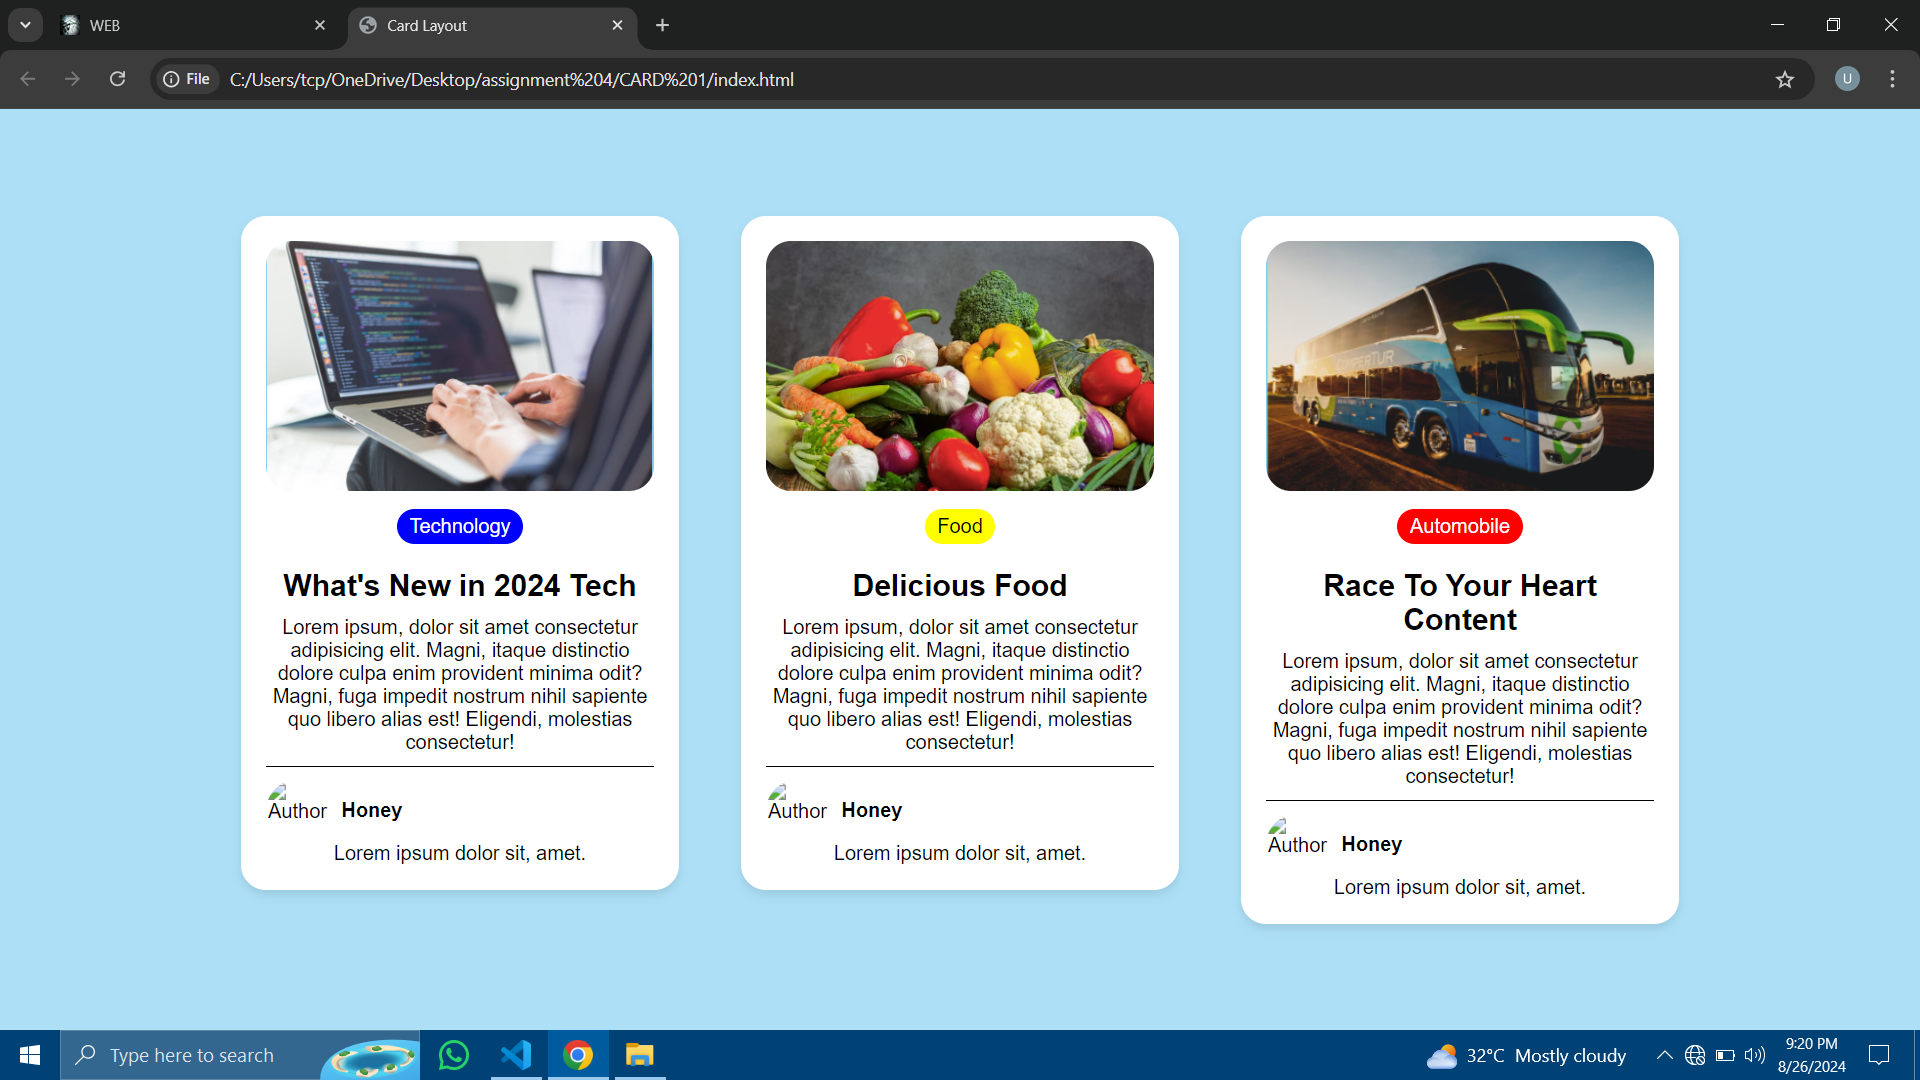 WEB
Card Layout
File
C:/Users/tcp/OneDrive/Desktop/assignment%204/CARD%201/index.html
U
Technology
What's New in 2024 Tech
Lorem ipsum, dolor sit amet consectetur
adipisicing elit. Magni, itaque distinctio
dolore culpa enim provident minima odit?
Magni, fuga impedit nostrum nihil sapiente
quo libero alias est! Eligendi, molestias
consectetur!
Author Honey
Lorem ipsum dolor sit, amet.
Food
Delicious Food
Lorem ipsum, dolor sit amet consectetur
adipisicing elit. Magni, itaque distinctio
dolore culpa enim provident minima odit?
Magni, fuga impedit nostrum nihil sapiente
quo libero alias est! Eligendi, molestias
consectetur!
Author Honey
Lorem ipsum dolor sit, amet.
Automobile
Race To Your Heart
Content
Lorem ipsum, dolor sit amet consectetur
adipisicing elit. Magni, itaque distinctio
dolore culpa enim provident minima odit?
Magni, fuga impedit nostrum nihil sapiente
quo libero alias est! Eligendi, molestias
consectetur!
Author Honey
Lorem ipsum dolor sit, amet.
Type here to search
32°C Mostly cloudy
9:20 PM
8/26/2024